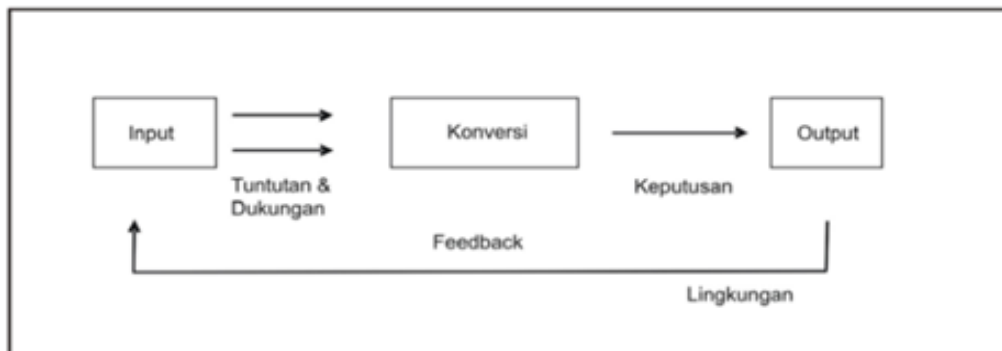 Input
Konversi
Output
Tuntutan &
Dukungan
Keputusan
Feedback
Lingkungan